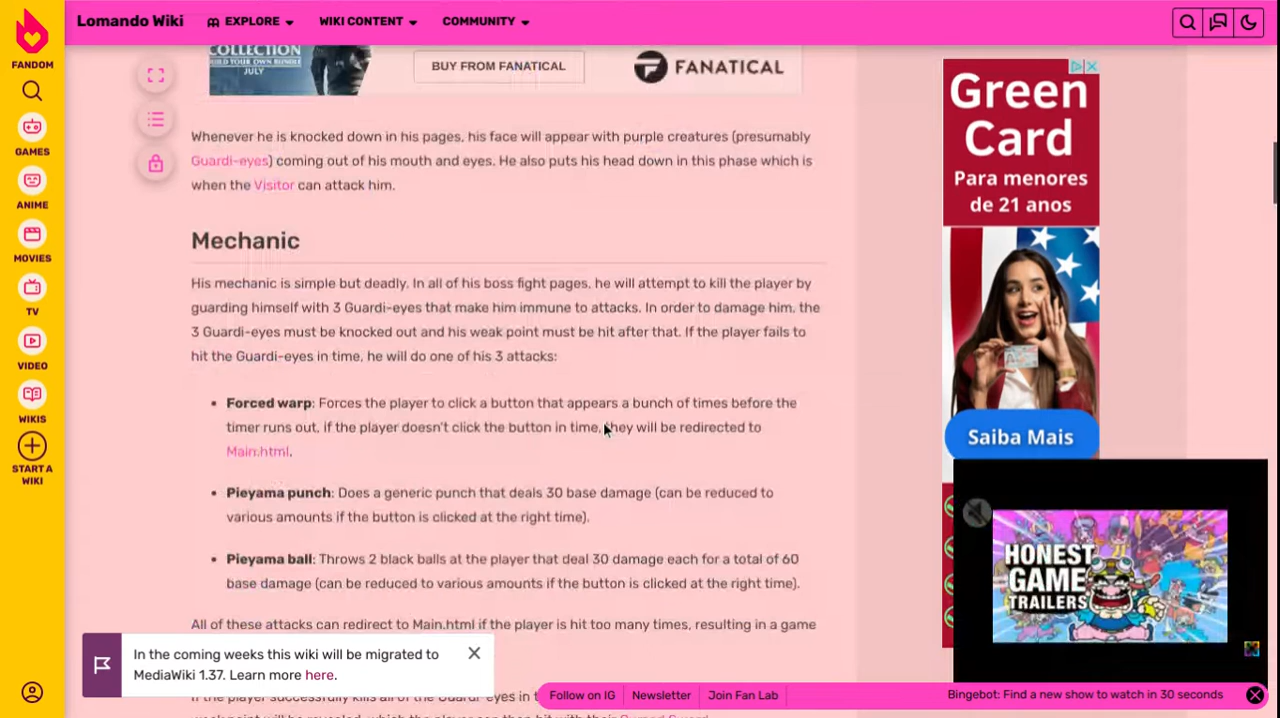 Lomando Wiki
EXPLORE
WIKI CONTENT
COMMUNITY
FANDOM
GAMES
ANIME
MOVIES
TV
VIDEO
WIKIS
START A
WIKI
COLLECTION
BUILD YOUR OWN BUNDLE
JULY
BUY FROM FANATICAL
FANATICAL
Whenever he is knocked down in his pages, his face will appear with purple creatures (presumably
Guardi-eyes) coming out of his mouth and eyes. He also puts his head down in this phase which is
when the Visitor can attack him.
Mechanic
His mechanic is simple but deadly. In all of his boss fight pages, he will attempt to kill the player by
guarding himself with 3 Guardi-eyes that make him immune to attacks. In order to damage him, the
3 Guardi-eyes must be knocked out and his weak point must be hit after that. If the player fails to
hit the Guardi-eyes in time, he will do one of his 3 attacks:
Forced warp: Forces the player to click a button that appears a bunch of times before the
timer runs out, if the player doesn't click the button in time, they will be redirected to
Main.html.
Pieyama punch: Does a generic punch that deals 30 base damage (can be reduced to
various amounts if the button is clicked at the right time).
Pieyama ball: Throws 2 black balls at the player that deal 30 damage each for a total of 60
base damage (can be reduced to various amounts if the button is clicked at the right time).
All of these attacks can redirect to Main.html if the player is hit too many times, resulting in a game
If the player successfully kills all of the Guardi-eyes in t
Green
Card
Para menores
de 21 anos
Saiba Mais
HONEST
GAME
TRAILERS
In the coming weeks this wiki will be migrated to
MediaWiki 1.37. Learn more here.
Follow on IG
Newsletter
Join Fan Lab
Bingebot: Find a new show to watch in 30 seconds